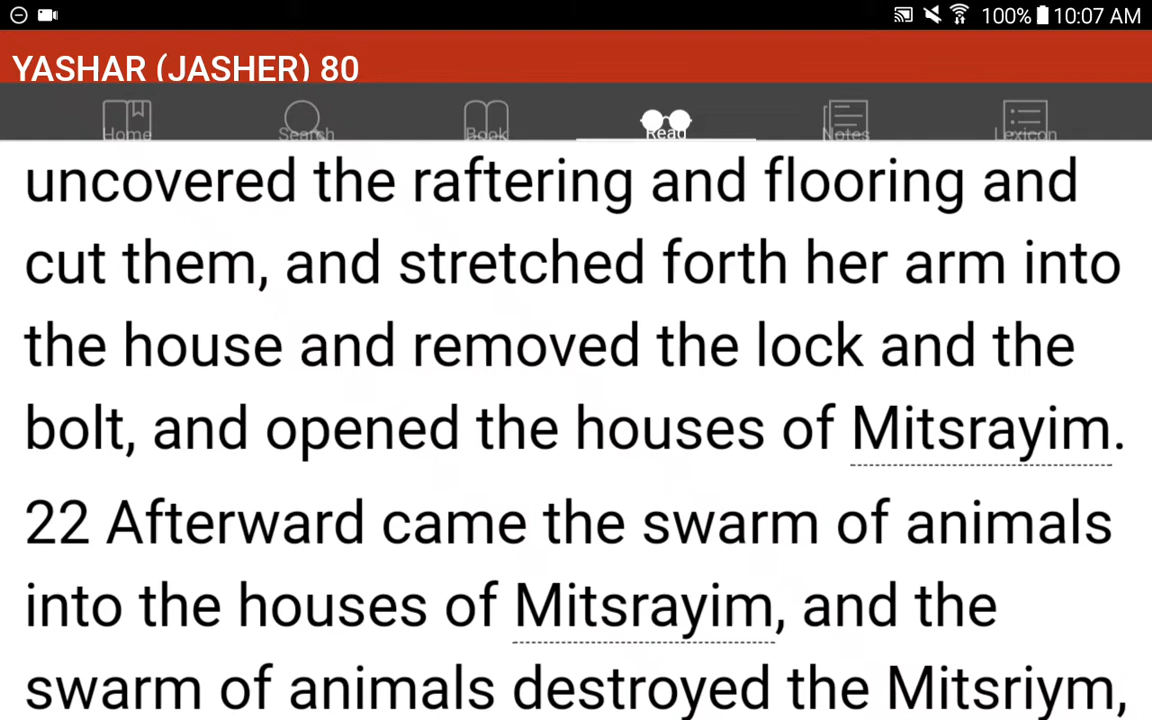 100% 10:07 AM
YASHAR (JASHER) 80
Home Search Book Read Notes Lexicon
uncovered the raftering and flooring and
cut them, and stretched forth her arm into
the house and removed the lock and the
bolt, and opened the houses of Mitsrayim.
22 Afterward came the swarm of animals
into the houses of Mitsrayim, and the
swarm of animals destroyed the Mitsriym,